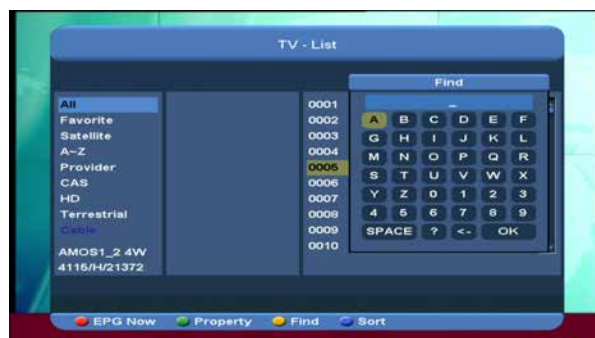 TV - List
Find
All
Favorite
Satellite
A~Z
Provider
CAS
HD
Terrestrial
Cable
AMOS1_2 4W
4115/H/21372
0001
0002
0003
0004
0005
0006
0007
0008
0009
0010
_
A B C D E F
G H I J K L
M N O P Q R
S T U V W X
Y Z 0 1 2 3
4 5 6 7 8 9
SPACE ? <- OK
EPG Now Property Find Sort